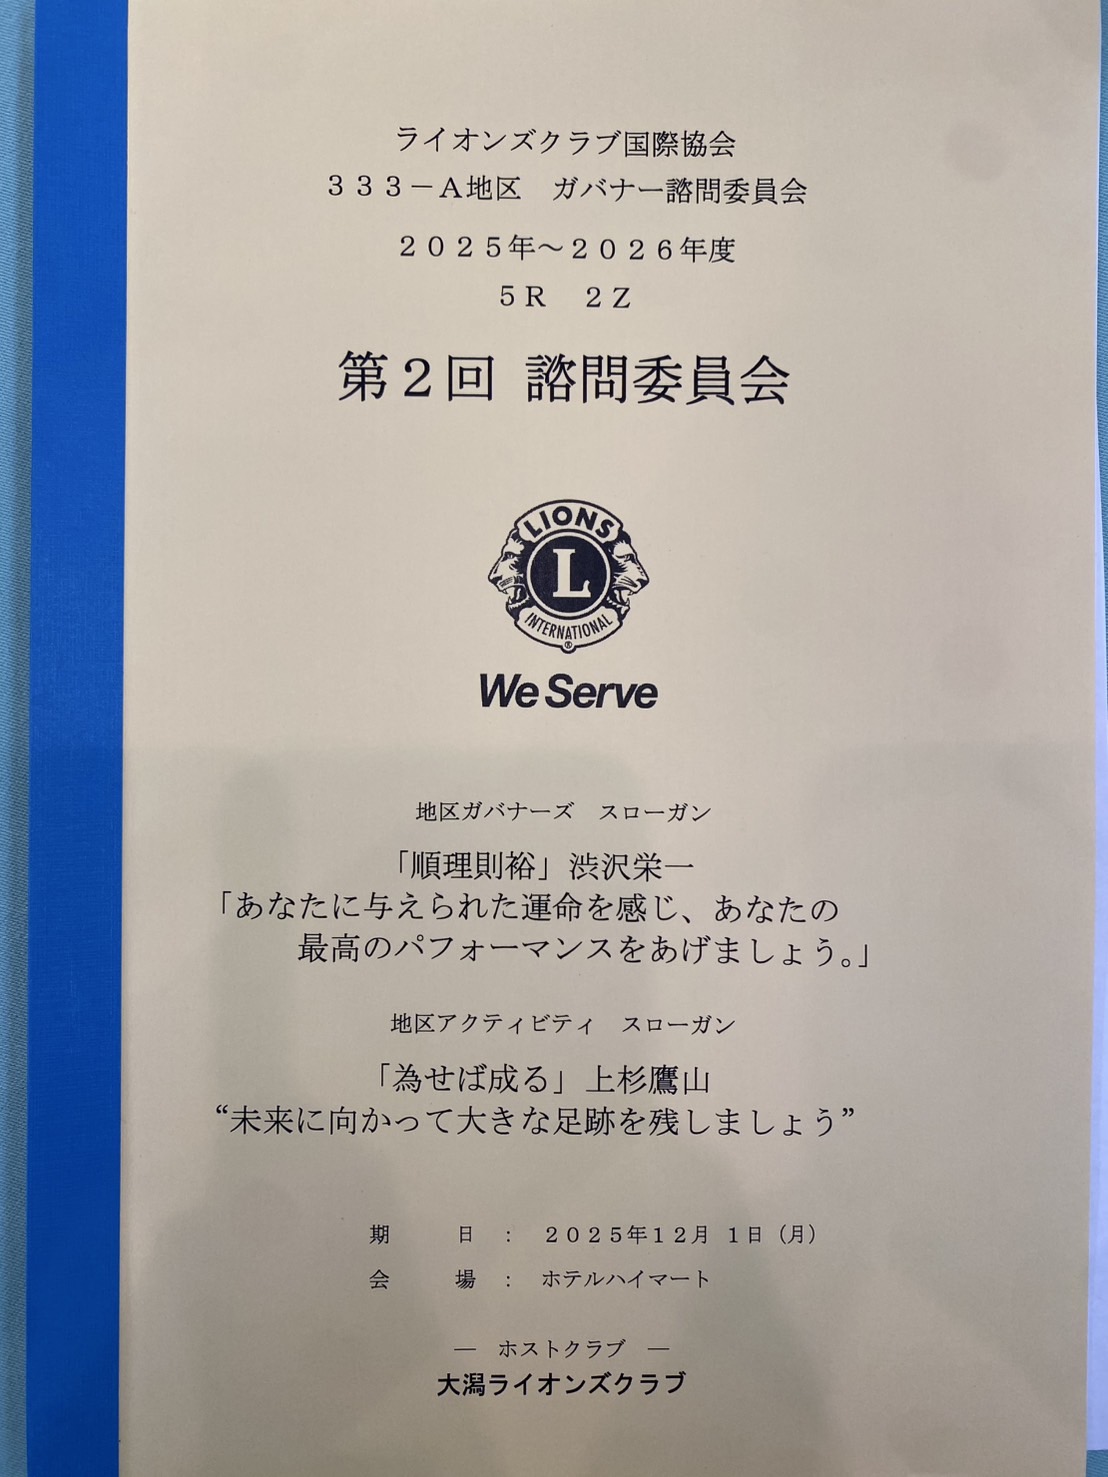 ライオンズクラブ国際協会
333－A地区　ガバナー諮問委員会
2025年～2026年度
5R　2Z
第2回 諮問委員会
LIONS
L
INTERNATIONAL
®
We Serve
地区ガバナーズ　スローガン
「順理則裕」渋沢栄一
「あなたに与えられた運命を感じ、あなたの
最高のパフォーマンスをあげましょう。」
地区アクティビティ　スローガン
「為せば成る」上杉鷹山
“未来に向かって大きな足跡を残しましょう”
期　　日　：　2025年12月 1日（月）
会　　場　：　ホテルハイマート
―　ホストクラブ　―
大潟ライオンズクラブ